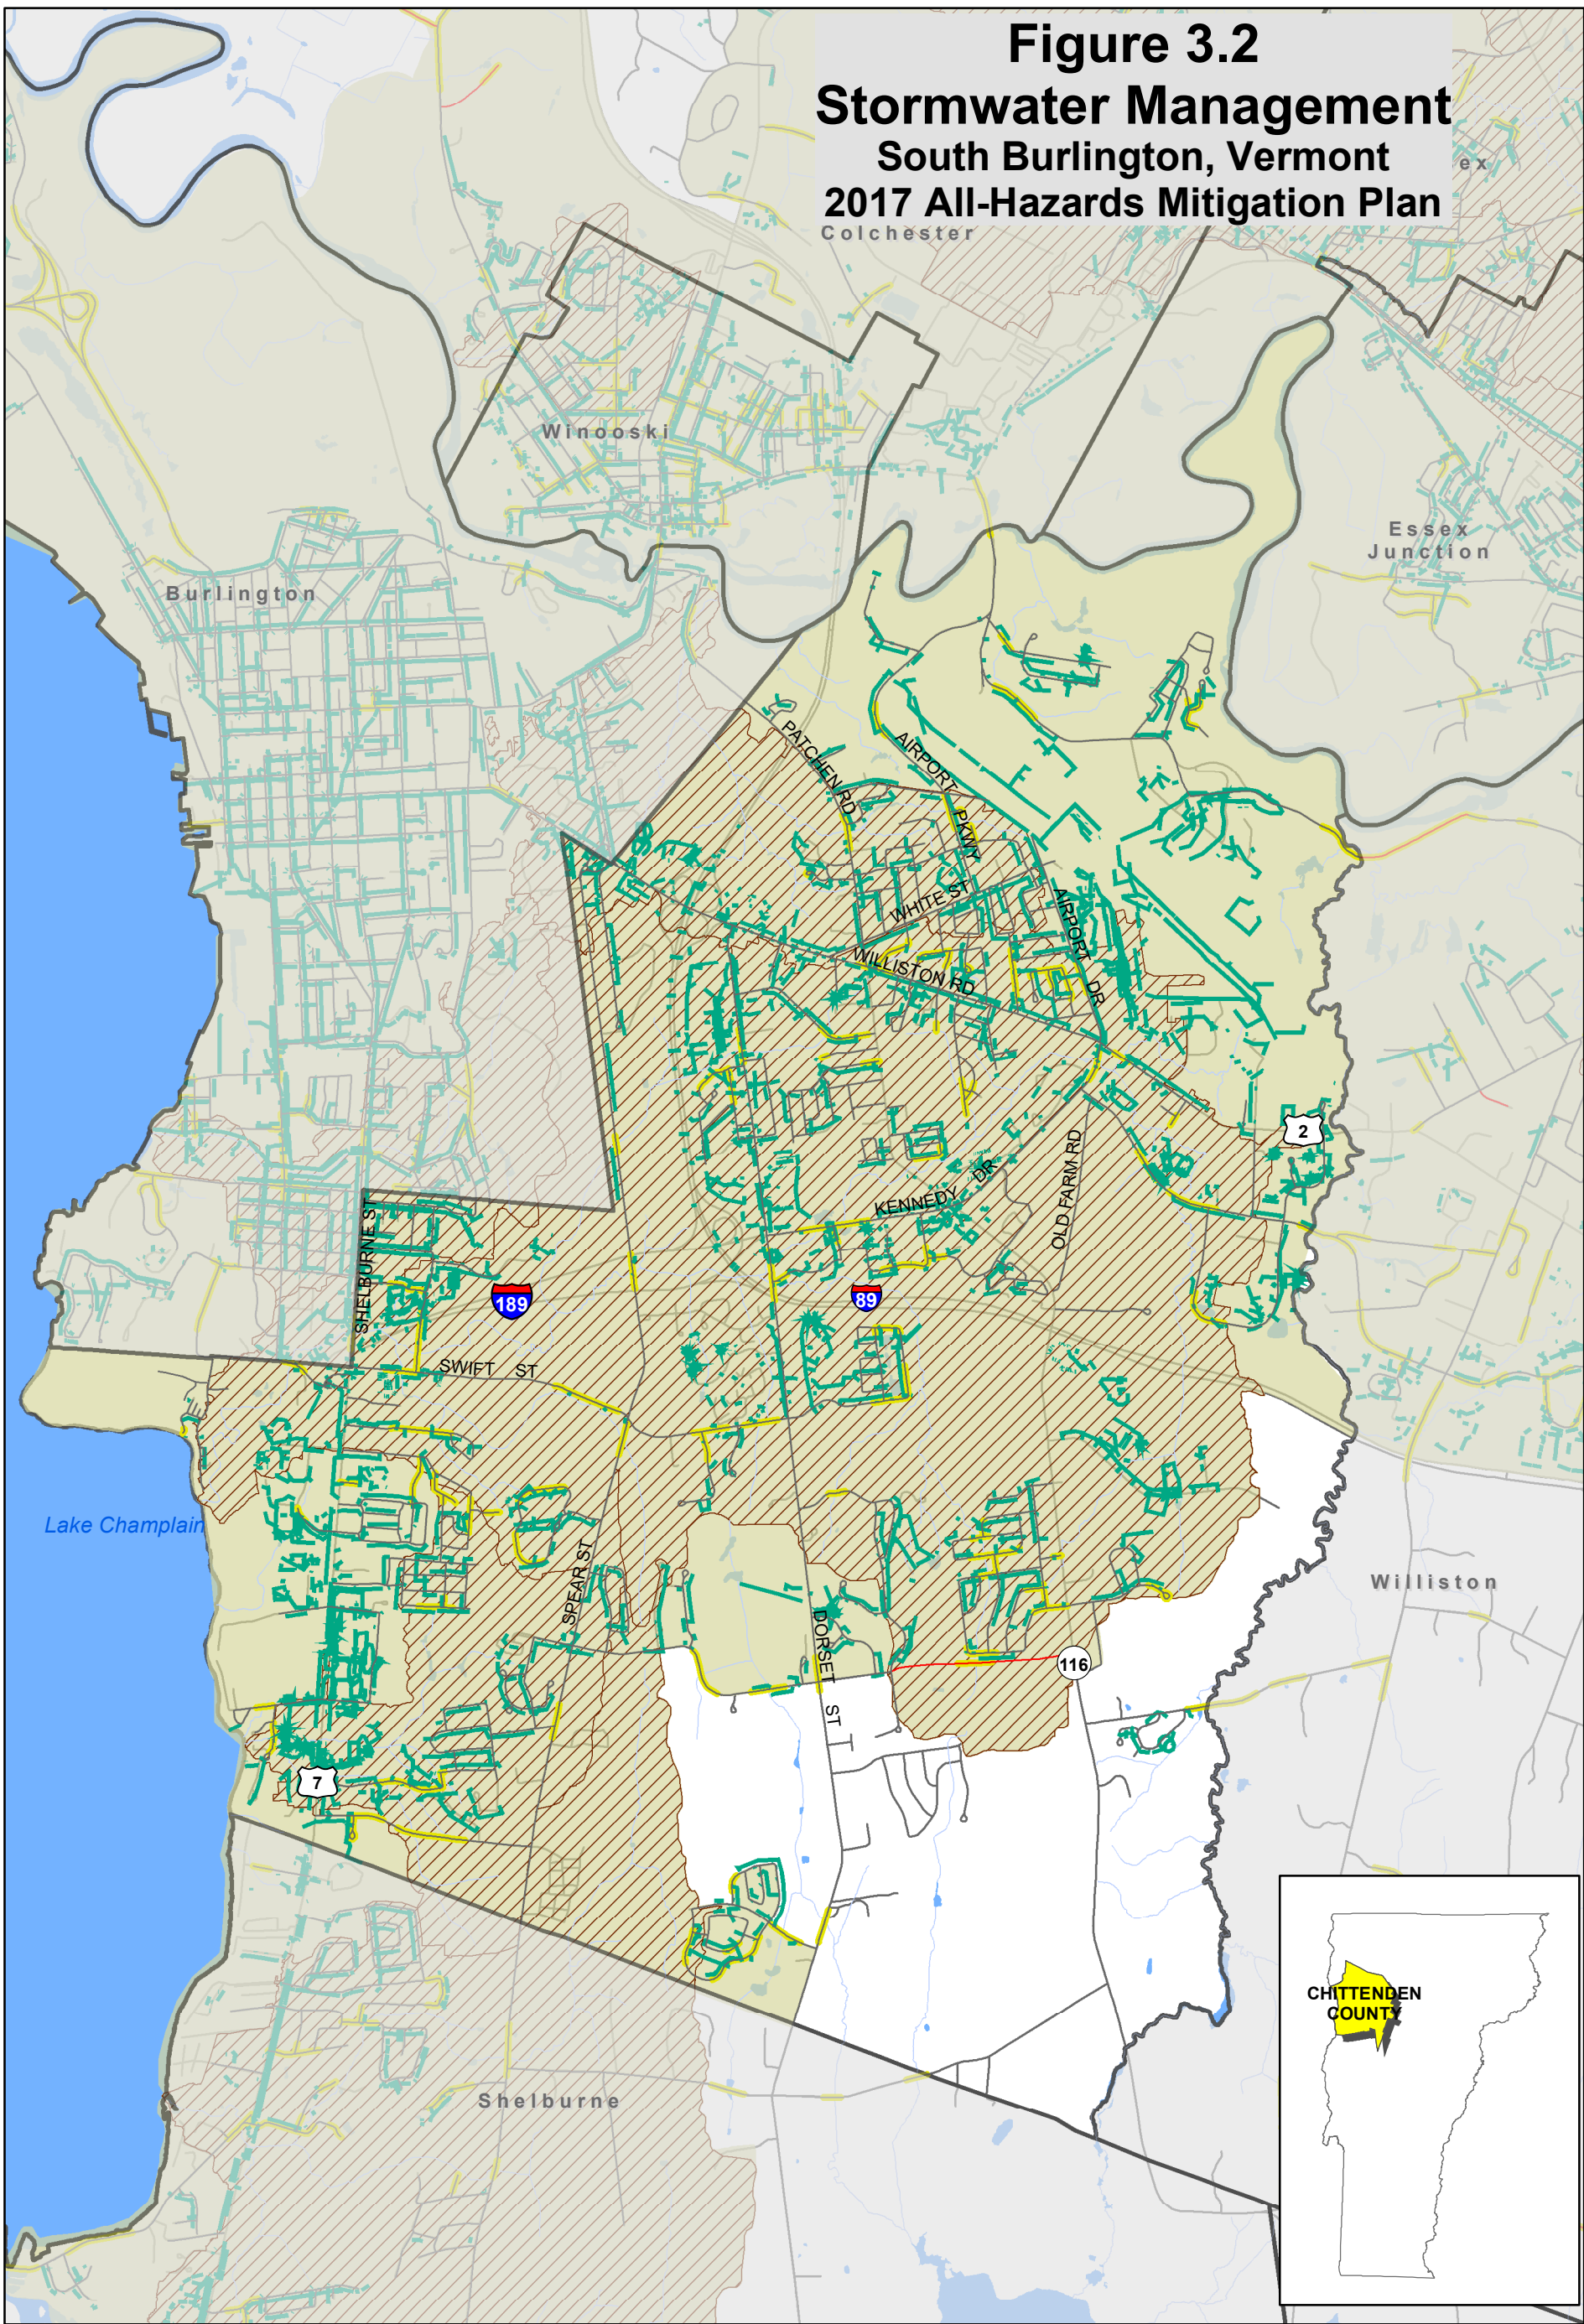 Figure 3.2
Stormwater Management
South Burlington, Vermont
2017 All-Hazards Mitigation Plan
ex
Colchester
Winooski
Essex
Junction
Burlington
PATCHEN RD
AIRPORT
PKWY
WHITE ST
AIRPORT
DR
WILLISTON RD
2
OLD FARM RD
KENNEDY DR
SHELBURNE ST
189
89
SWIFT ST
Lake Champlain
SPEAR ST
Williston
DORSET
ST
116
7
CHITTENDEN
COUNTY
Shelburne